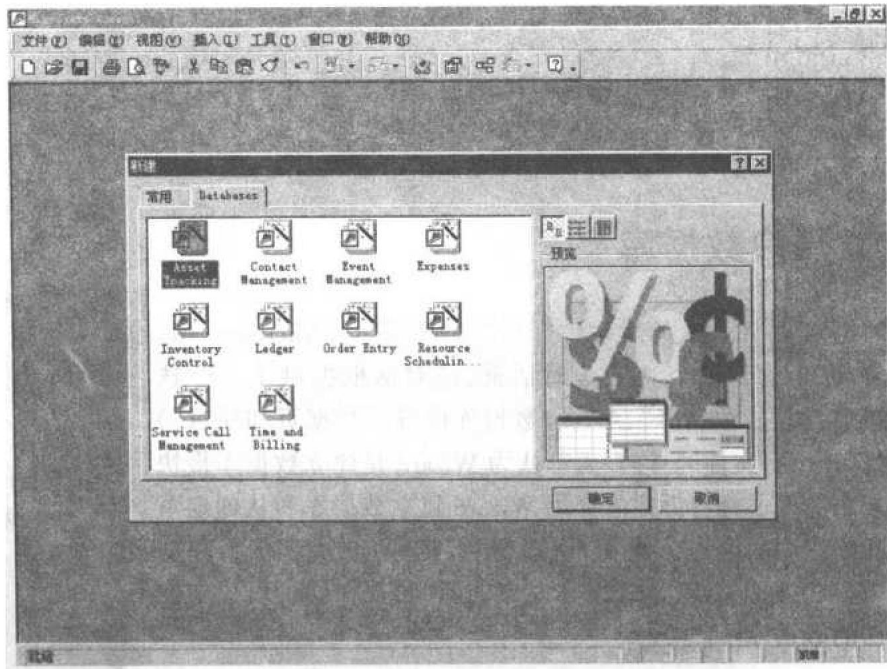 文件(F) 编辑(E) 视图(V) 插入(I) 工具(T) 窗口(W) 帮助(H)
新建
常用 Databases
Asset Tracking
Contact Management
Event Management
Expenses
Inventory Control
Ledger
Order Entry
Resource Schedulin...
Service Call Management
Time and Billing
预览
% $ ¢
确定 取消
就绪